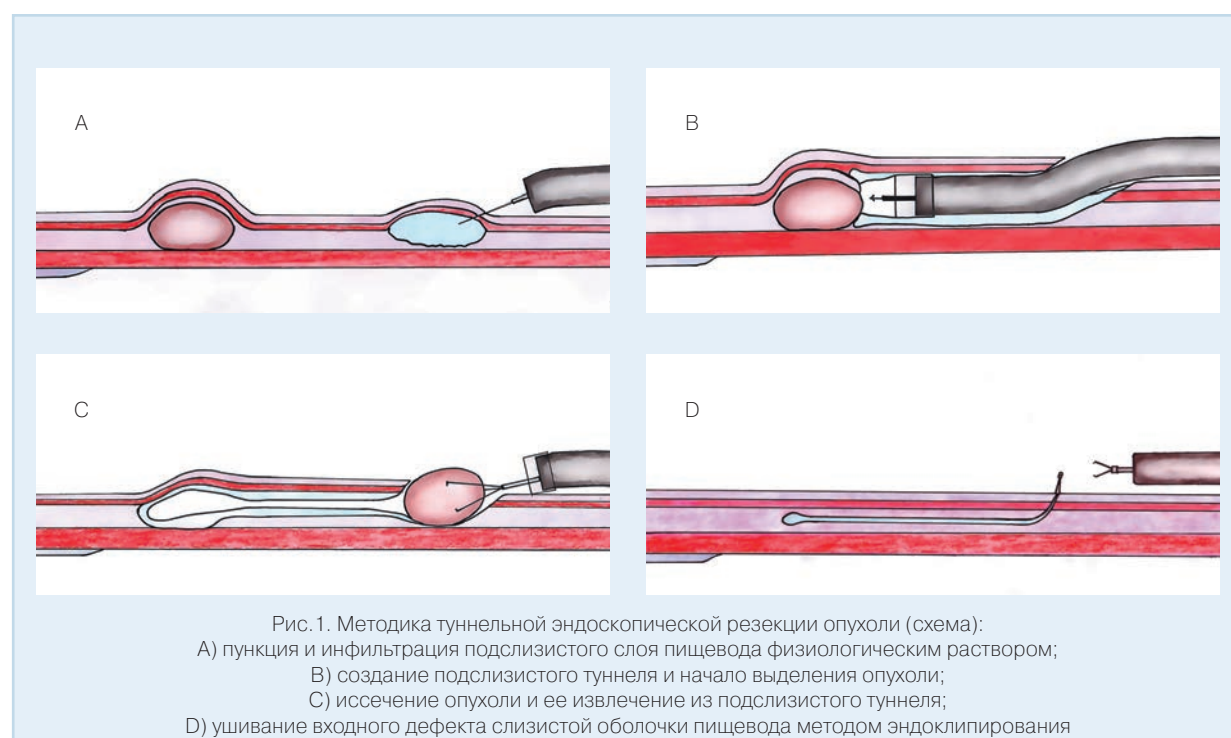 A
B
C
D
Рис.1. Методика туннельной эндоскопической резекции опухоли (схема):
A) пункция и инфильтрация подслизистого слоя пищевода физиологическим раствором;
B) создание подслизистого туннеля и начало выделения опухоли;
C) иссечение опухоли и ее извлечение из подслизистого туннеля;
D) ушивание входного дефекта слизистой оболочки пищевода методом эндоклипирования